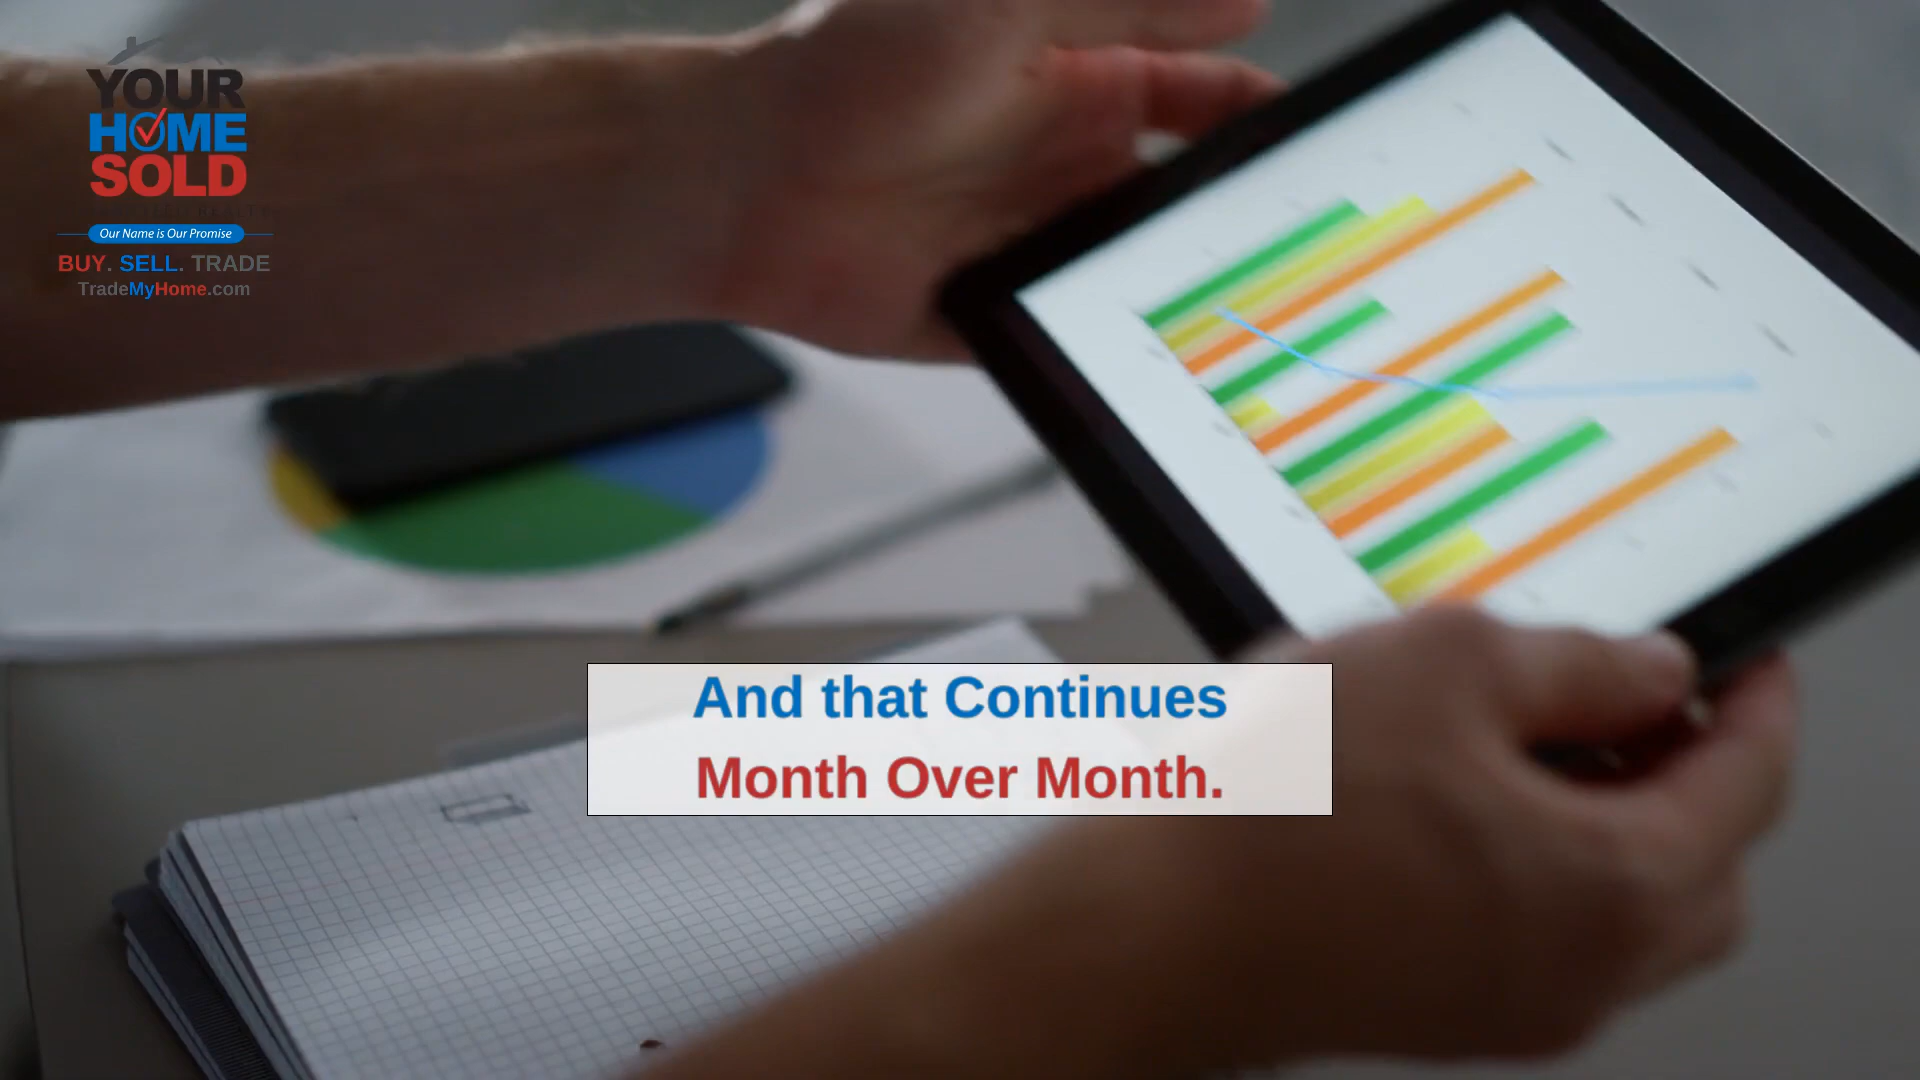 YOUR
HOME
SOLD
Our Name is Our Promise
BUY. SELL. TRADE
TradeMyHome.com
And that Continues
Month Over Month.